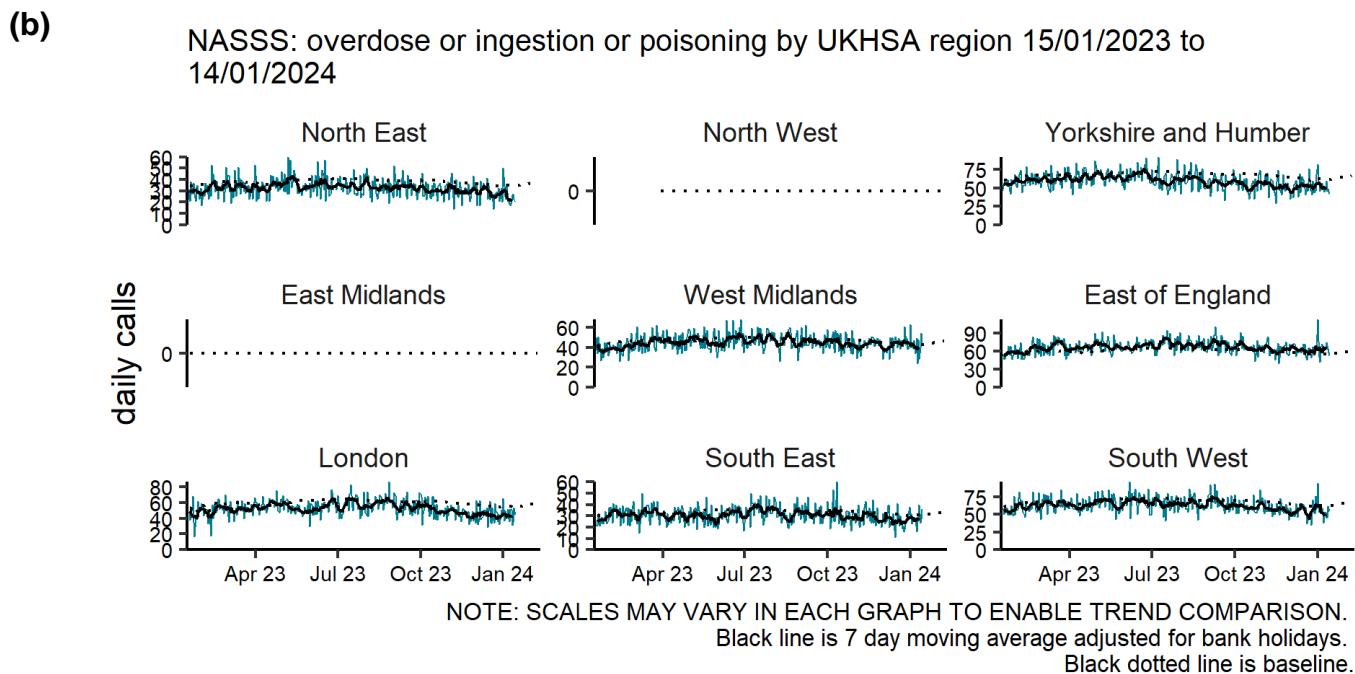 (b)
NASSS: overdose or ingestion or poisoning by UKHSA region 15/01/2023 to
14/01/2024
daily calls
North East
60
50
40
30
20
10
0
North West
0
Yorkshire and Humber
75
50
25
0
East Midlands
0
West Midlands
60
40
20
0
East of England
90
60
30
0
London
80
60
40
20
0
Apr 23 Jul 23 Oct 23 Jan 24
South East
60
50
40
30
20
10
0
Apr 23 Jul 23 Oct 23 Jan 24
South West
75
50
25
0
Apr 23 Jul 23 Oct 23 Jan 24
NOTE: SCALES MAY VARY IN EACH GRAPH TO ENABLE TREND COMPARISON.
Black line is 7 day moving average adjusted for bank holidays.
Black dotted line is baseline.